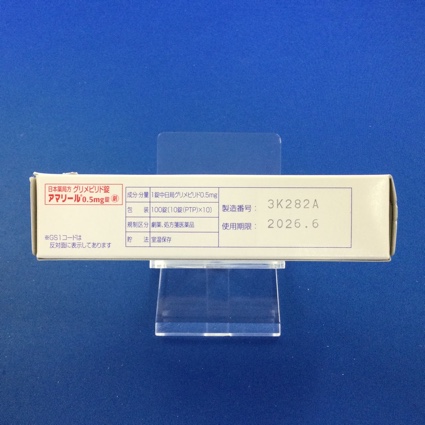 日本薬局方 グリメピリド錠
アマリール 0.5mg錠 劇
※GS1コードは
反対面に表示してあります
成分・分量 1錠中日局グリメピリド0.5mg
包装 100錠(10錠(PTP)×10)
規制区分 劇薬、処方箋医薬品
貯法 室温保存
製造番号: 3K282A
使用期限: 2026.6